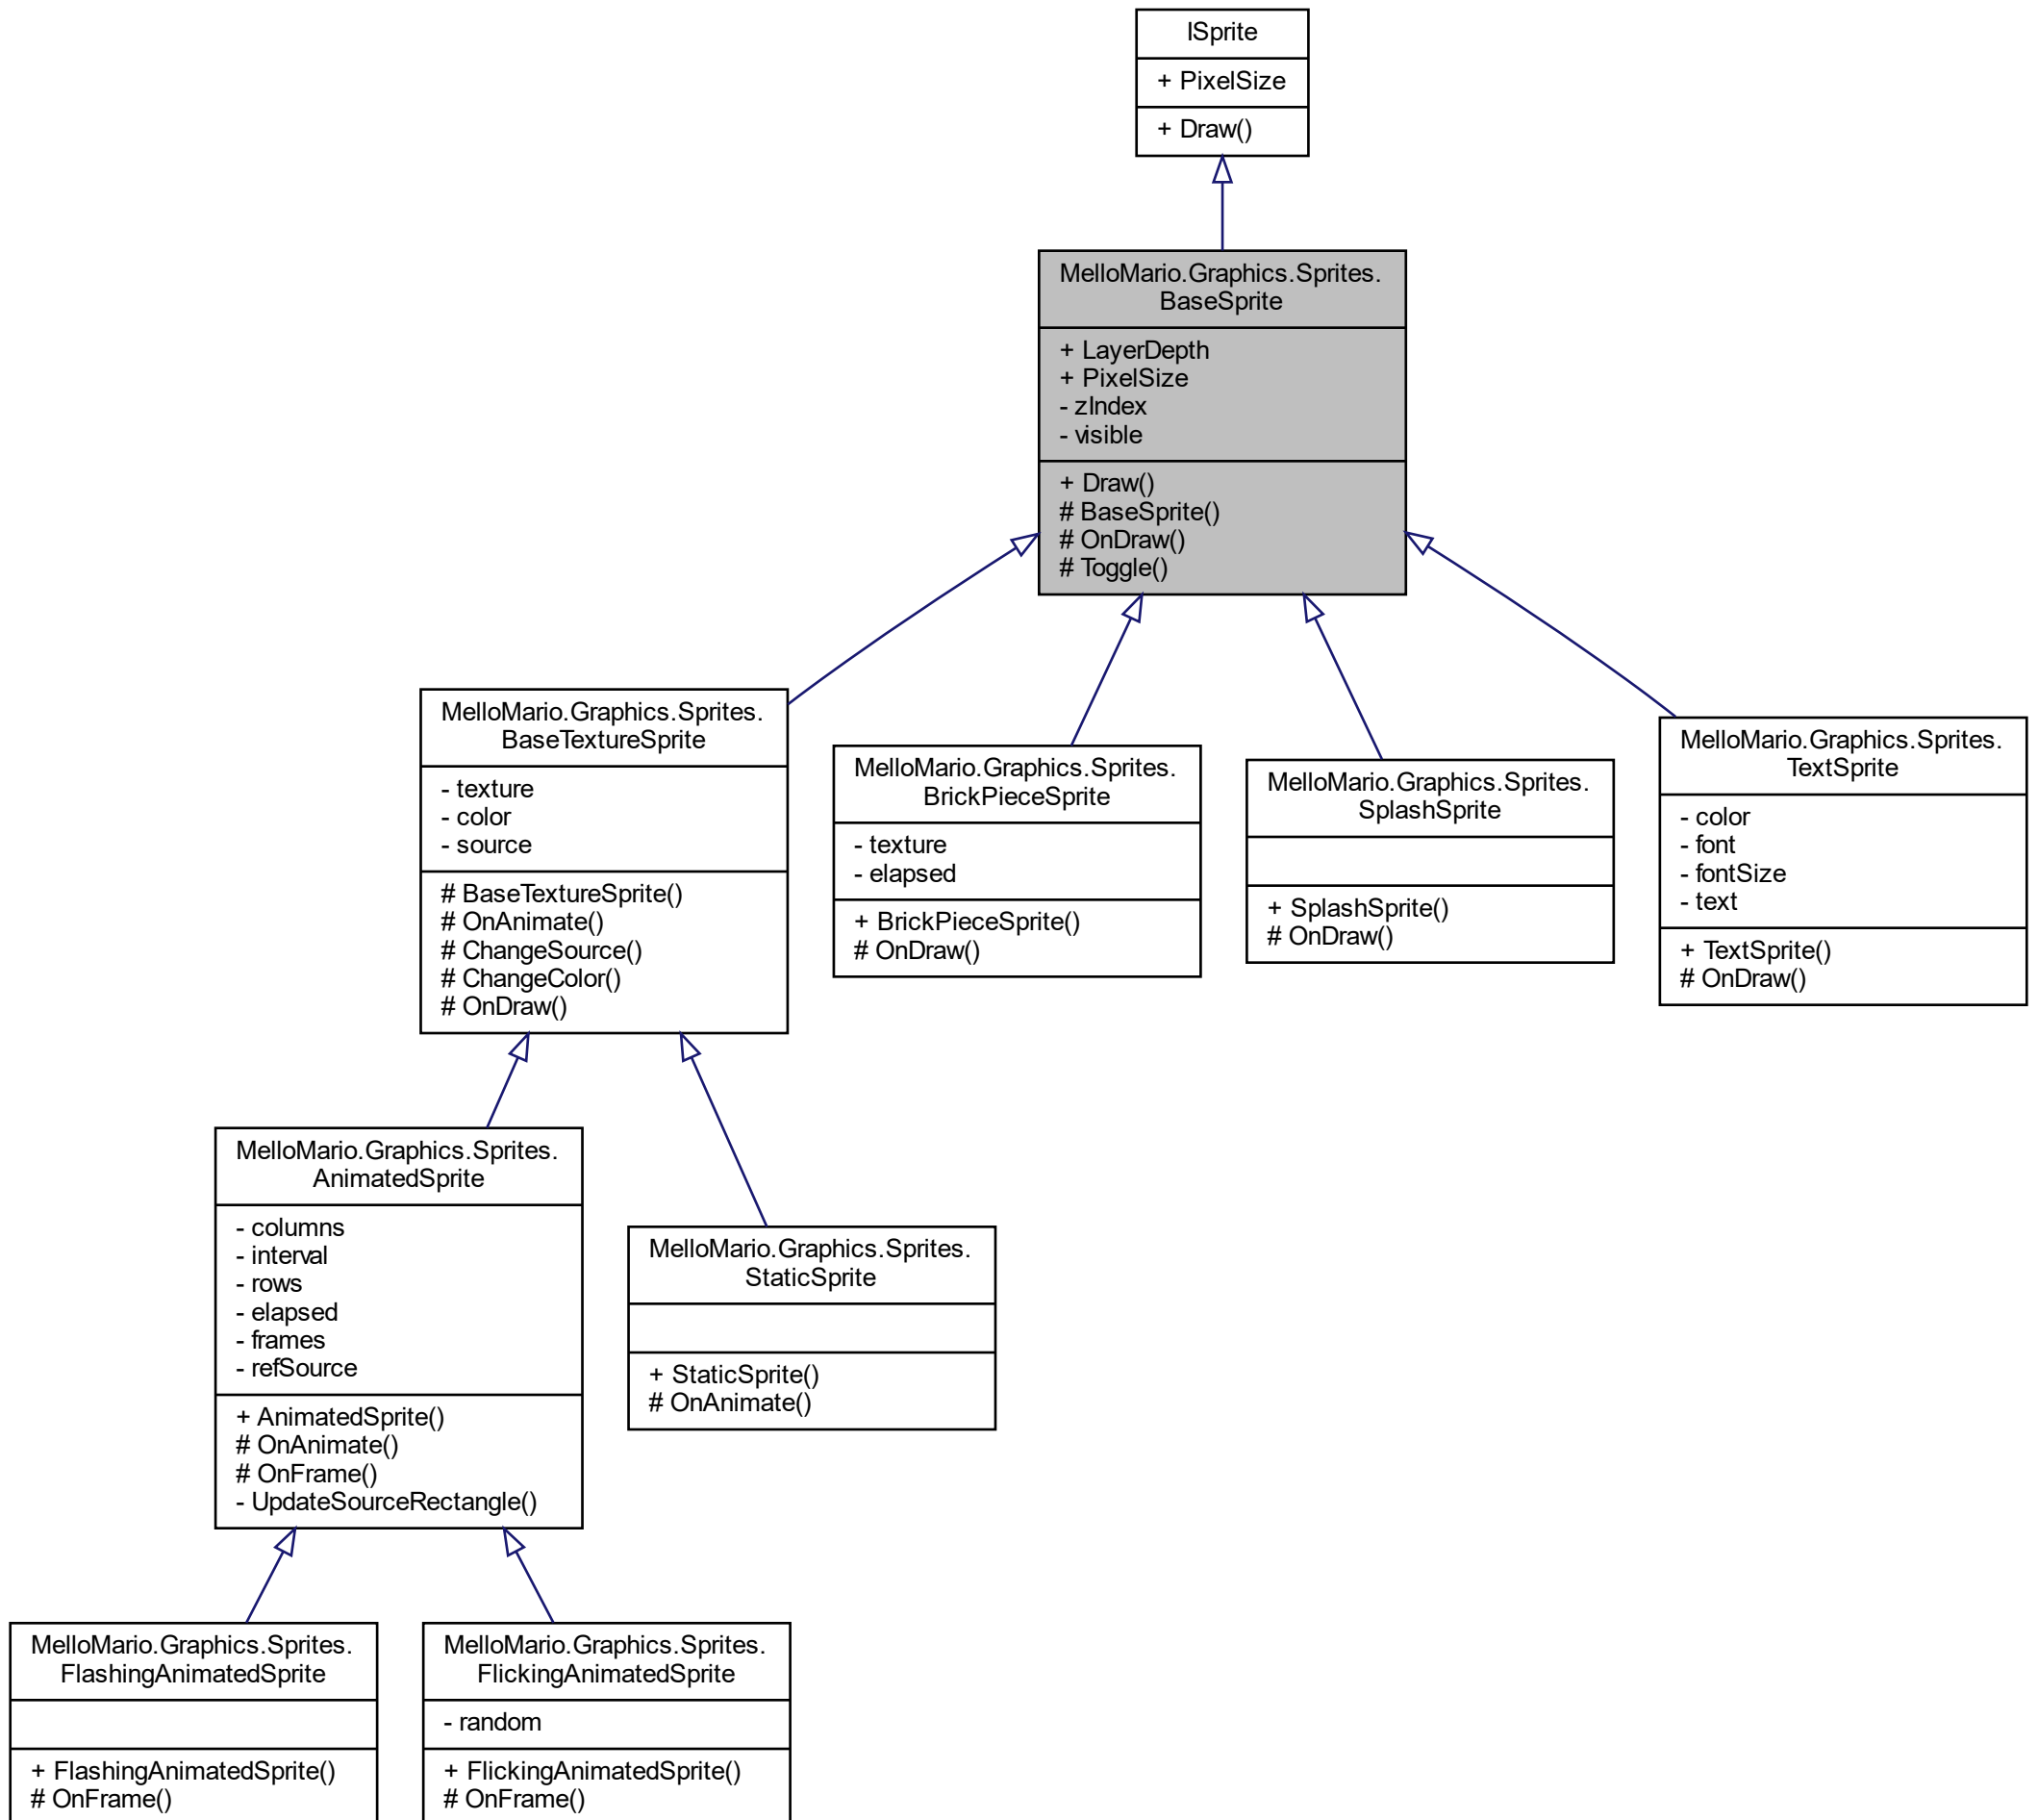 ISprite
+ PixelSize
+ Draw()
MelloMario.Graphics.Sprites.
BaseSprite
+ LayerDepth
+ PixelSize
- zIndex
- visible
+ Draw()
# BaseSprite()
# OnDraw()
# Toggle()
MelloMario.Graphics.Sprites.
BaseTextureSprite
- texture
- color
- source
# BaseTextureSprite()
# OnAnimate()
# ChangeSource()
# ChangeColor()
# OnDraw()
MelloMario.Graphics.Sprites.
BrickPieceSprite
- texture
- elapsed
+ BrickPieceSprite()
# OnDraw()
MelloMario.Graphics.Sprites.
SplashSprite
+ SplashSprite()
# OnDraw()
MelloMario.Graphics.Sprites.
TextSprite
- color
- font
- fontSize
- text
+ TextSprite()
# OnDraw()
MelloMario.Graphics.Sprites.
AnimatedSprite
- columns
- interval
- rows
- elapsed
- frames
- refSource
+ AnimatedSprite()
# OnAnimate()
# OnFrame()
- UpdateSourceRectangle()
MelloMario.Graphics.Sprites.
StaticSprite
+ StaticSprite()
# OnAnimate()
MelloMario.Graphics.Sprites.
FlashingAnimatedSprite
+ FlashingAnimatedSprite()
# OnFrame()
MelloMario.Graphics.Sprites.
FlickingAnimatedSprite
- random
+ FlickingAnimatedSprite()
# OnFrame()